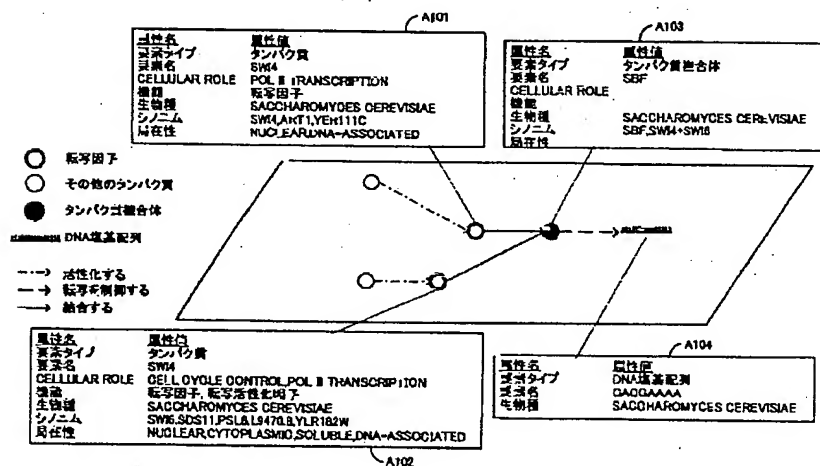 A101
属性名 属性値
要素タイプ タンパク質
要素名 SWI4
CELLULAR ROLE POL II TRANSCRIPTION
機能 転写因子
生物種 SACCHAROMYCES CEREVISIAE
シノニム SWI4,ART1,YER111C
局在性 NUCLEAR,DNA-ASSOCIATED
A103
属性名 属性値
要素タイプ タンパク質複合体
要素名 SBF
CELLULAR ROLE
機能
生物種 SACCHAROMYCES CEREVISIAE
シノニム SBF,SWI4+SWI6
局在性
転写因子
その他のタンパク質
タンパク質複合体
DNA塩基配列
活性化する
転写を制御する
結合する
属性名 属性値
要素タイプ タンパク質
要素名 SWI4
CELLULAR ROLE CELL CYCLE CONTROL,POL II TRANSCRIPTION
機能 転写因子, 転写活性化因子
生物種 SACCHAROMYCES CEREVISIAE
シノニム SWI6,SDS11,PSL8,L9470.8,YLR182W
局在性 NUCLEAR,CYTOPLASMIC,SOLUBLE,DNA-ASSOCIATED
A102
A104
属性名 属性値
要素タイプ DNA塩基配列
要素名
生物種 SACCHAROMYCES CEREVISIAE